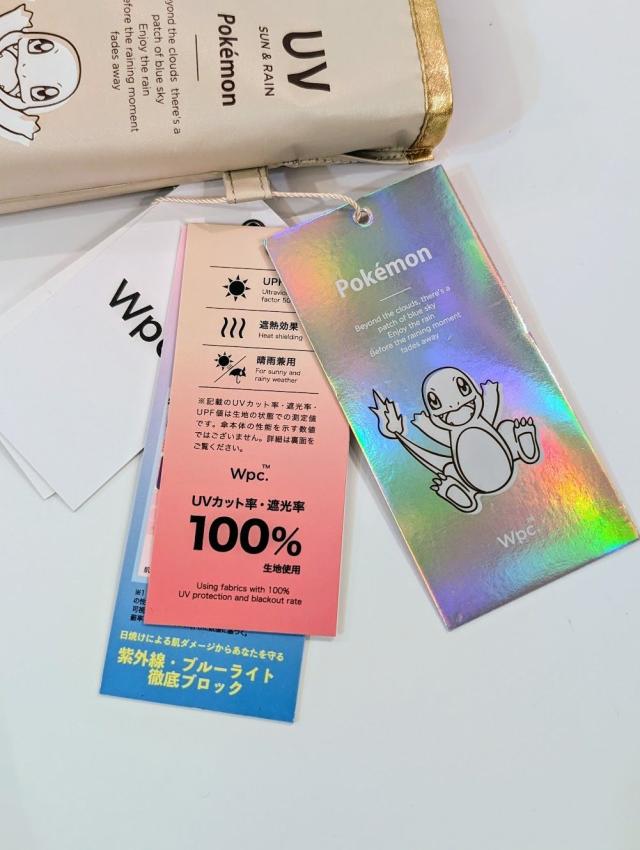 UV
SUN & RAIN
Pokémon
beyond the clouds there's a
patch of blue sky
Enjoy the rain
before the raining moment
fades away
Wpc
UPF
Ultraviolet
factor 50
遮熱効果
Heat shielding
晴雨兼用
For sunny and
rainy weather
※記載のUVカット率・遮光率・
UPF値は生地の状態での測定値
です。傘本体の性能を示す数値
ではございません。詳細は裏面を
ご覧ください。
Wpc.™
UVカット率・遮光率
100%
生地使用
Using fabrics with 100%
UV protection and blackout rate
日焼けによる肌ダメージからあなたを守る
紫外線・ブルーライト
徹底ブロック
Pokémon
Beyond the clouds, there's a
patch of blue sky
Enjoy the rain
Before the raining moment
fades away
Wpc.